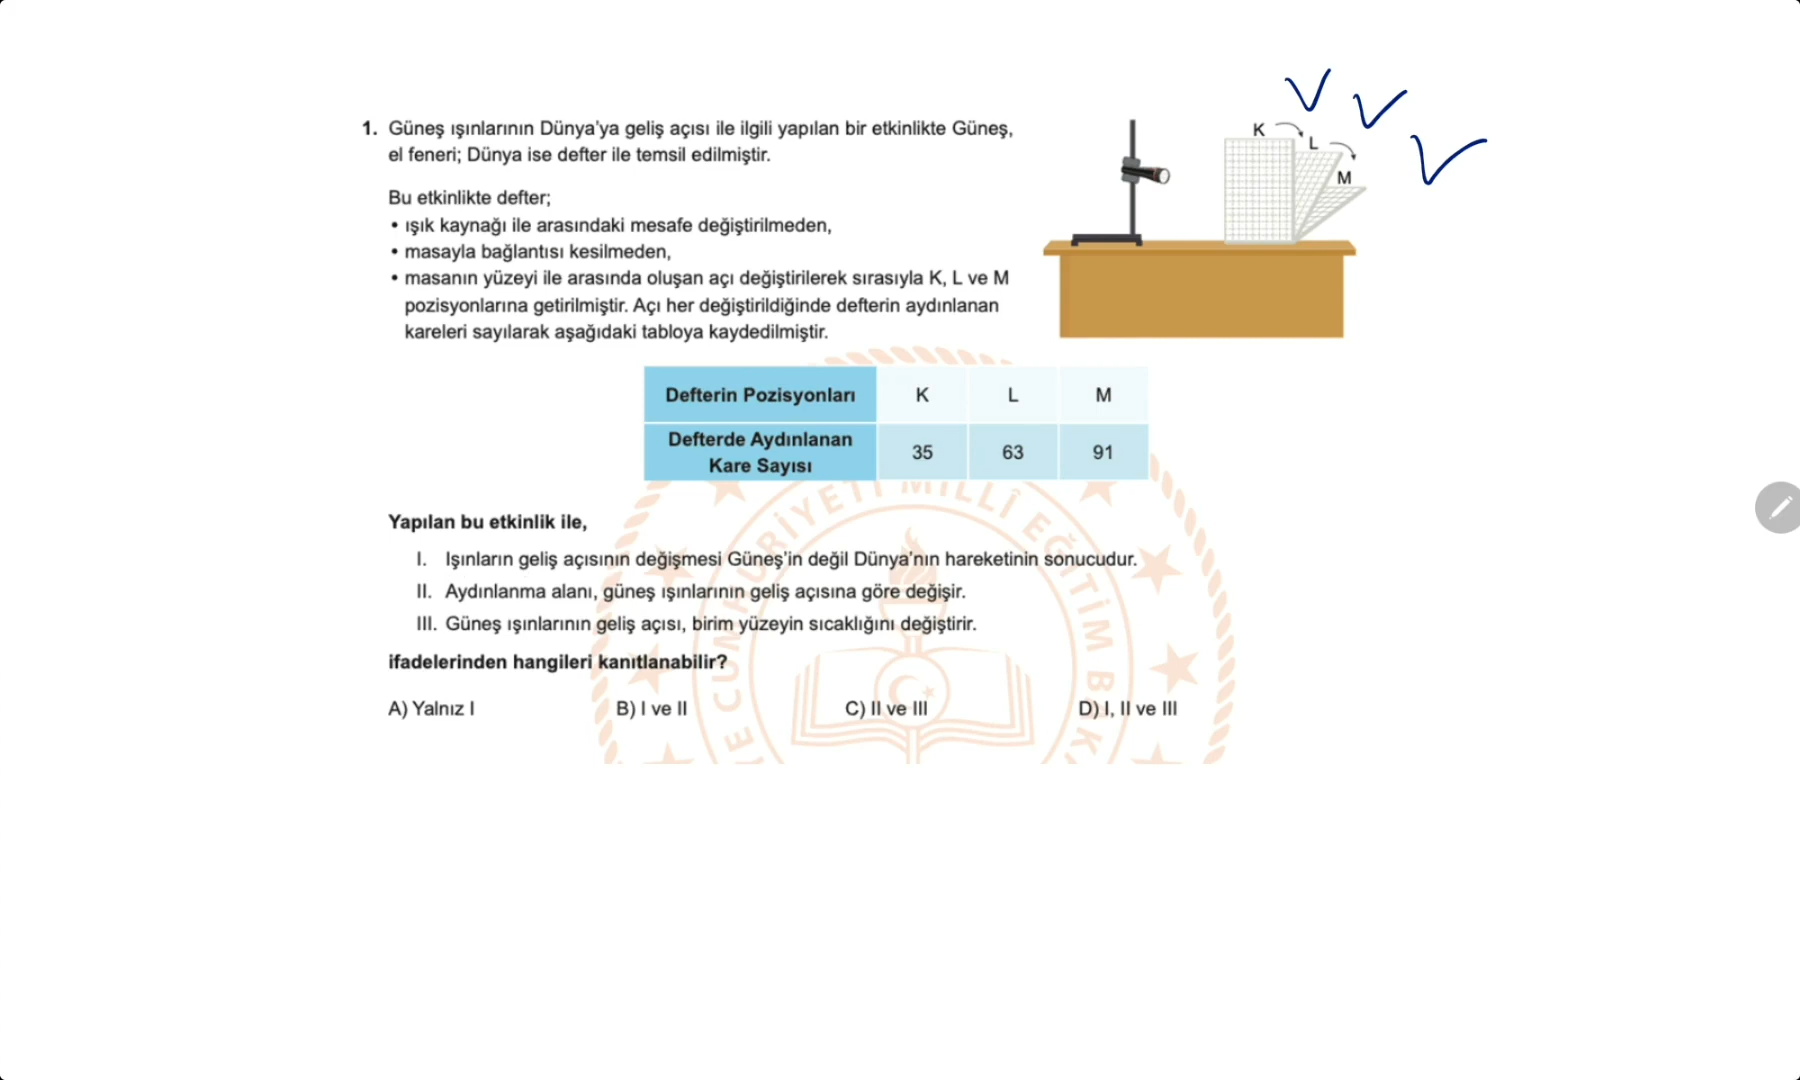 1. Güneş ışınlarının Dünya'ya geliş açısı ile ilgili yapılan bir etkinlikte Güneş,
el feneri; Dünya ise defter ile temsil edilmiştir.
Bu etkinlikte defter;
• ışık kaynağı ile arasındaki mesafe değiştirilmeden,
• masayla bağlantısı kesilmeden,
• masanın yüzeyi ile arasında oluşan açı değiştirilerek sırasıyla K, L ve M
pozisyonlarına getirilmiştir. Açı her değiştirildiğinde defterin aydınlanan
kareleri sayılarak aşağıdaki tabloya kaydedilmiştir.
K
L
M
Defterin Pozisyonları K L M
Defterde Aydınlanan
Kare Sayısı 35 63 91
Yapılan bu etkinlik ile,
I. Işınların geliş açısının değişmesi Güneş'in değil Dünya'nın hareketinin sonucudur.
II. Aydınlanma alanı, güneş ışınlarının geliş açısına göre değişir.
III. Güneş ışınlarının geliş açısı, birim yüzeyin sıcaklığını değiştirir.
ifadelerinden hangileri kanıtlanabilir?
A) Yalnız I B) I ve II C) II ve III D) I, II ve III